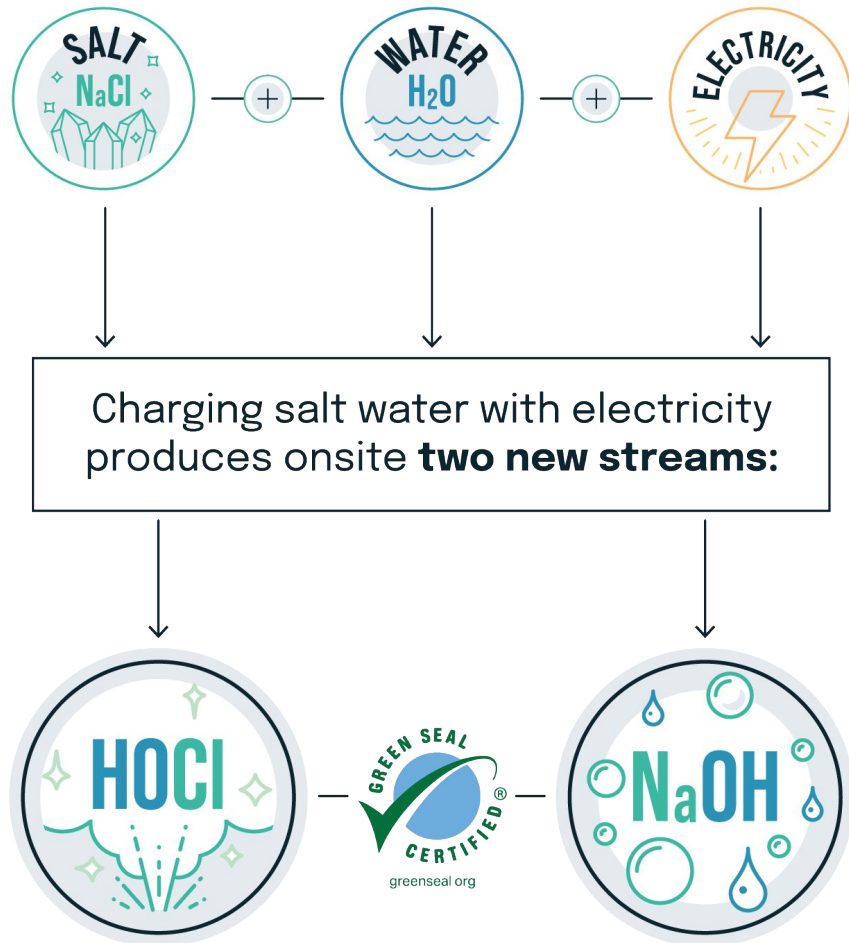 SALT
NaCl
WATER
H₂O
ELECTRICITY
Charging salt water with electricity
produces onsite two new streams:
HOCl
GREEN SEAL
CERTIFIED
®
greenseal org
NaOH